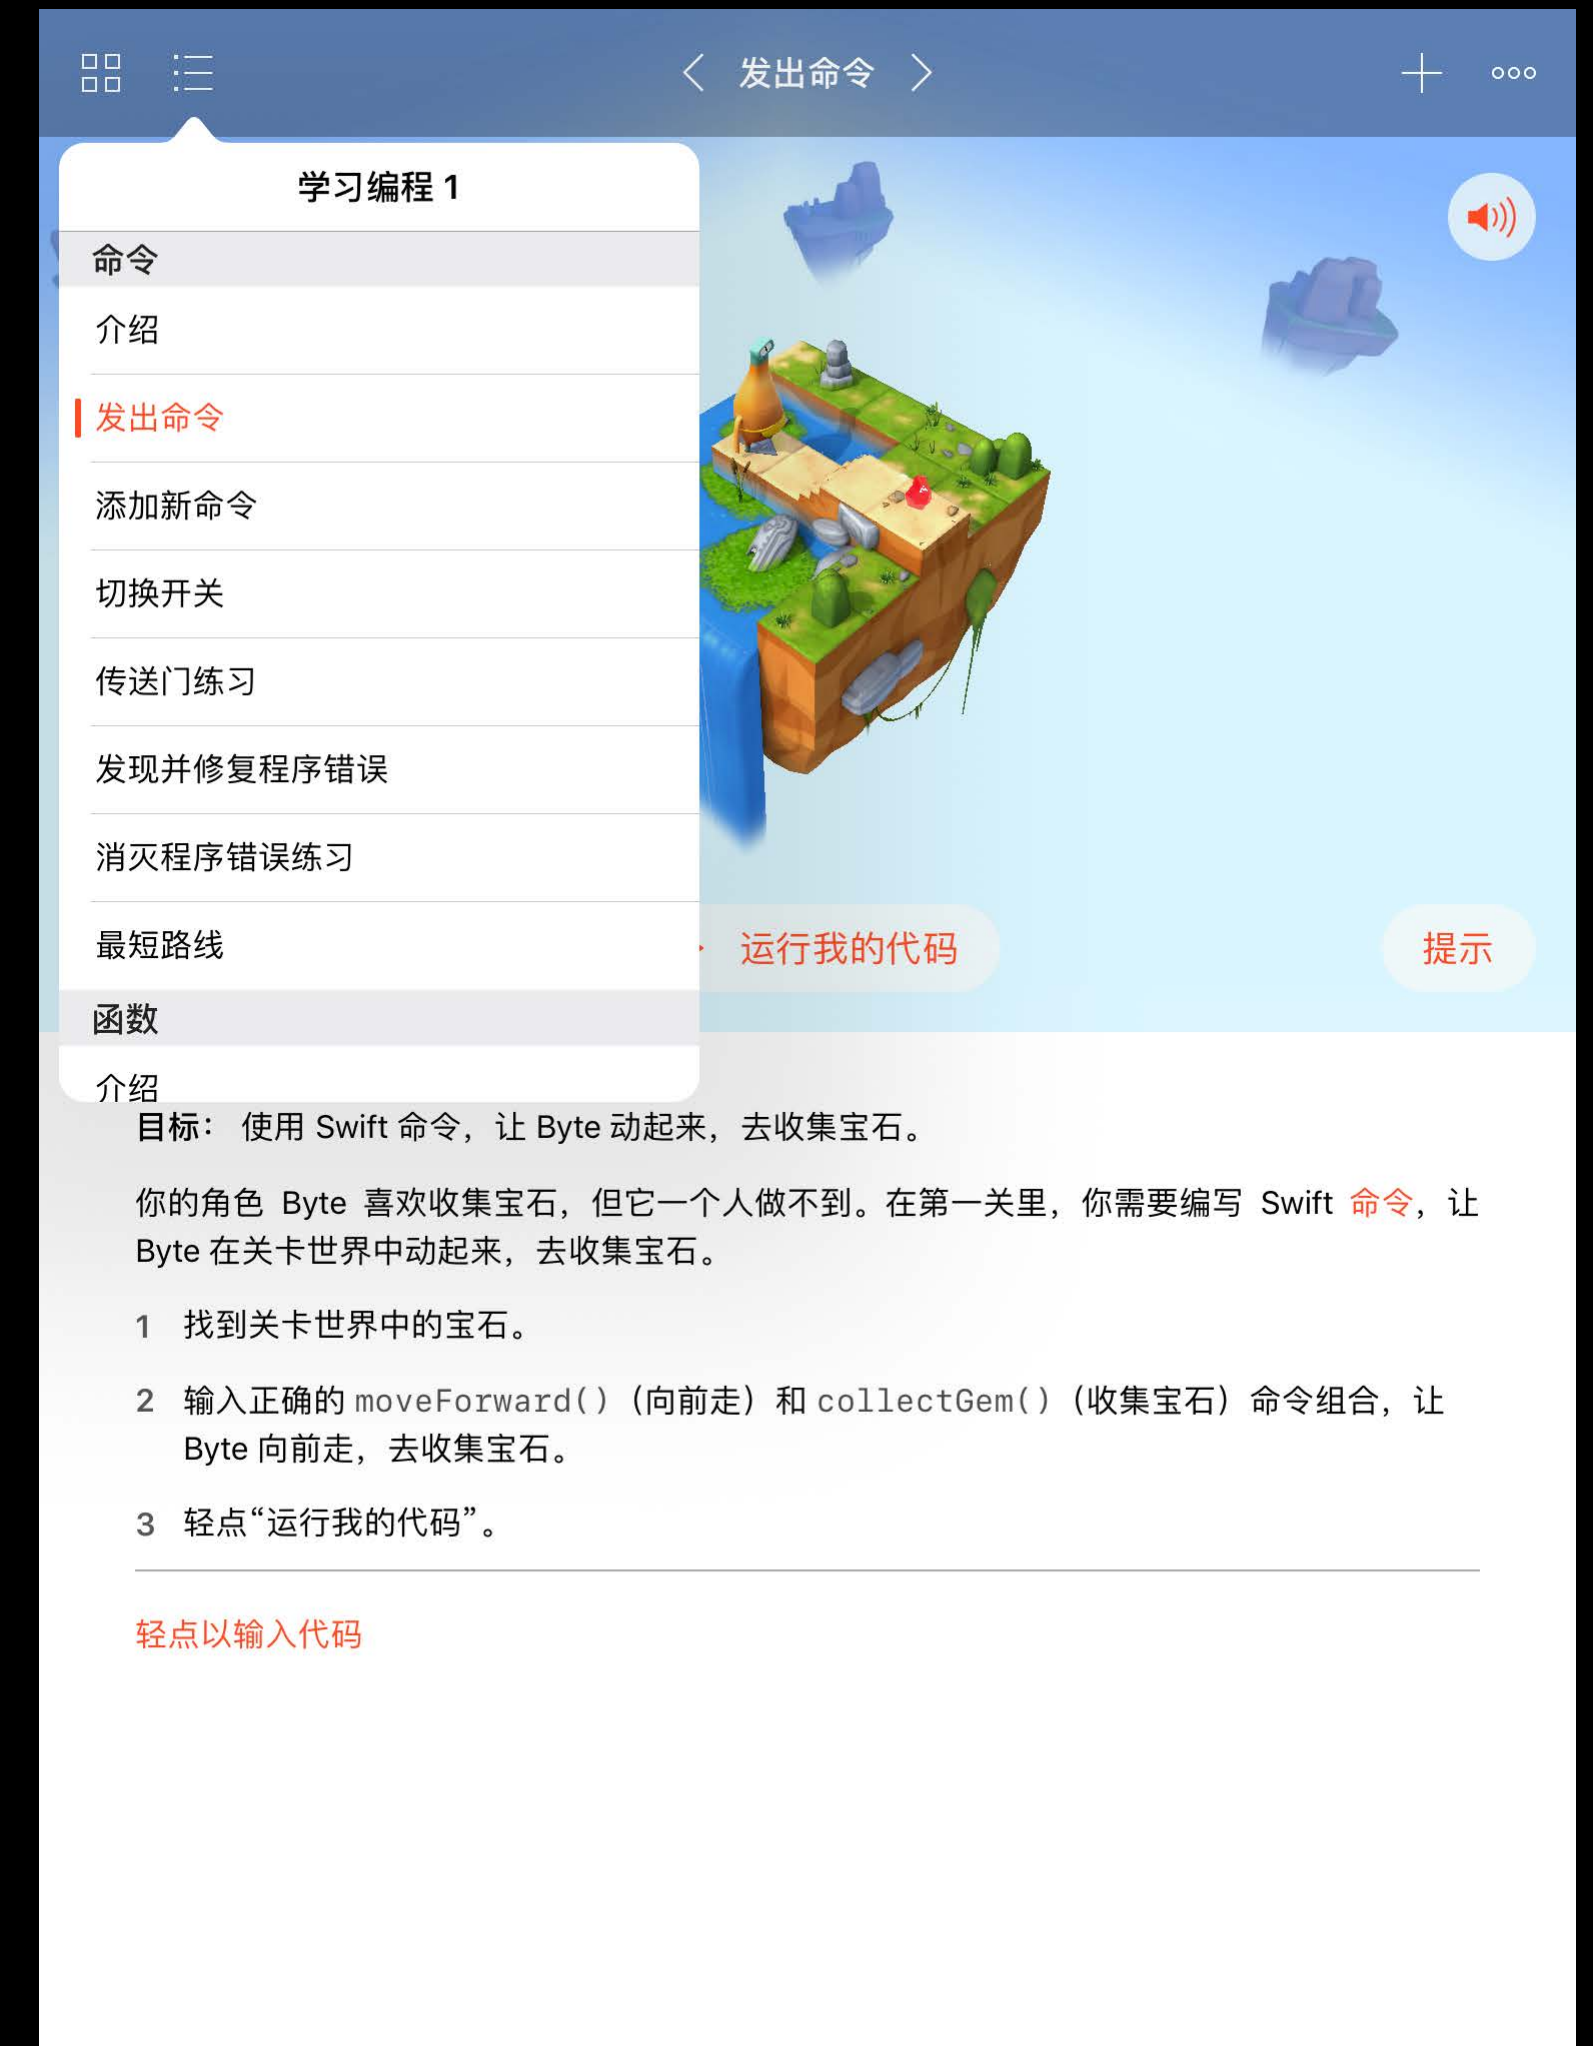 发出命令
学习编程 1
命令
介绍
发出命令
添加新命令
切换开关
传送门练习
发现并修复程序错误
消灭程序错误练习
最短路线
函数
介绍
运行我的代码
提示
目标： 使用 Swift 命令，让 Byte 动起来，去收集宝石。
你的角色 Byte 喜欢收集宝石，但它一个人做不到。在第一关里，你需要编写 Swift 命令，让
Byte 在关卡世界中动起来，去收集宝石。
1 找到关卡世界中的宝石。
2 输入正确的 moveForward()（向前走）和 collectGem()（收集宝石）命令组合，让
Byte 向前走，去收集宝石。
3 轻点“运行我的代码”。
轻点以输入代码